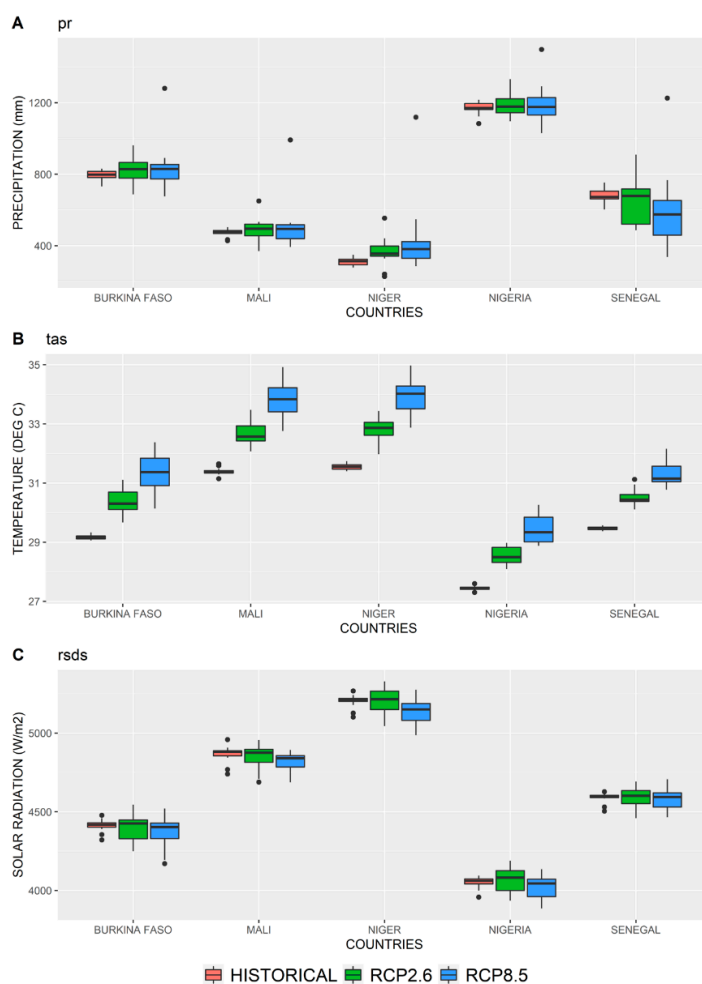 A pr
PRECIPITATION (mm)
1200
800
400
BURKINA FASO MALI NIGER NIGERIA SENEGAL
COUNTRIES
B tas
TEMPERATURE (DEG C)
35
33
31
29
27
BURKINA FASO MALI NIGER NIGERIA SENEGAL
COUNTRIES
C rsds
SOLAR RADIATION (W/m2)
5000
4500
4000
BURKINA FASO MALI NIGER NIGERIA SENEGAL
COUNTRIES
HISTORICAL RCP2.6 RCP8.5